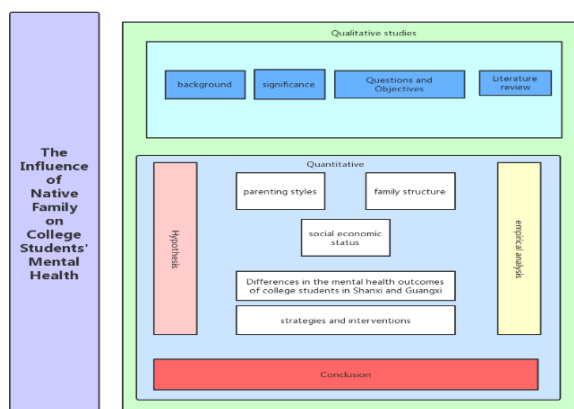 The
Influence
of
Native
Family
on
College
Students'
Mental
Health
Qualitative studies
background
significance
Questions and
Objectives
Literature
review
Quantitative
Hypothesis
parenting styles
family structure
social economic
status
Differences in the mental health outcomes
of college students in Shanxi and Guangxi
strategies and interventions
empirical analysis
Conclusion